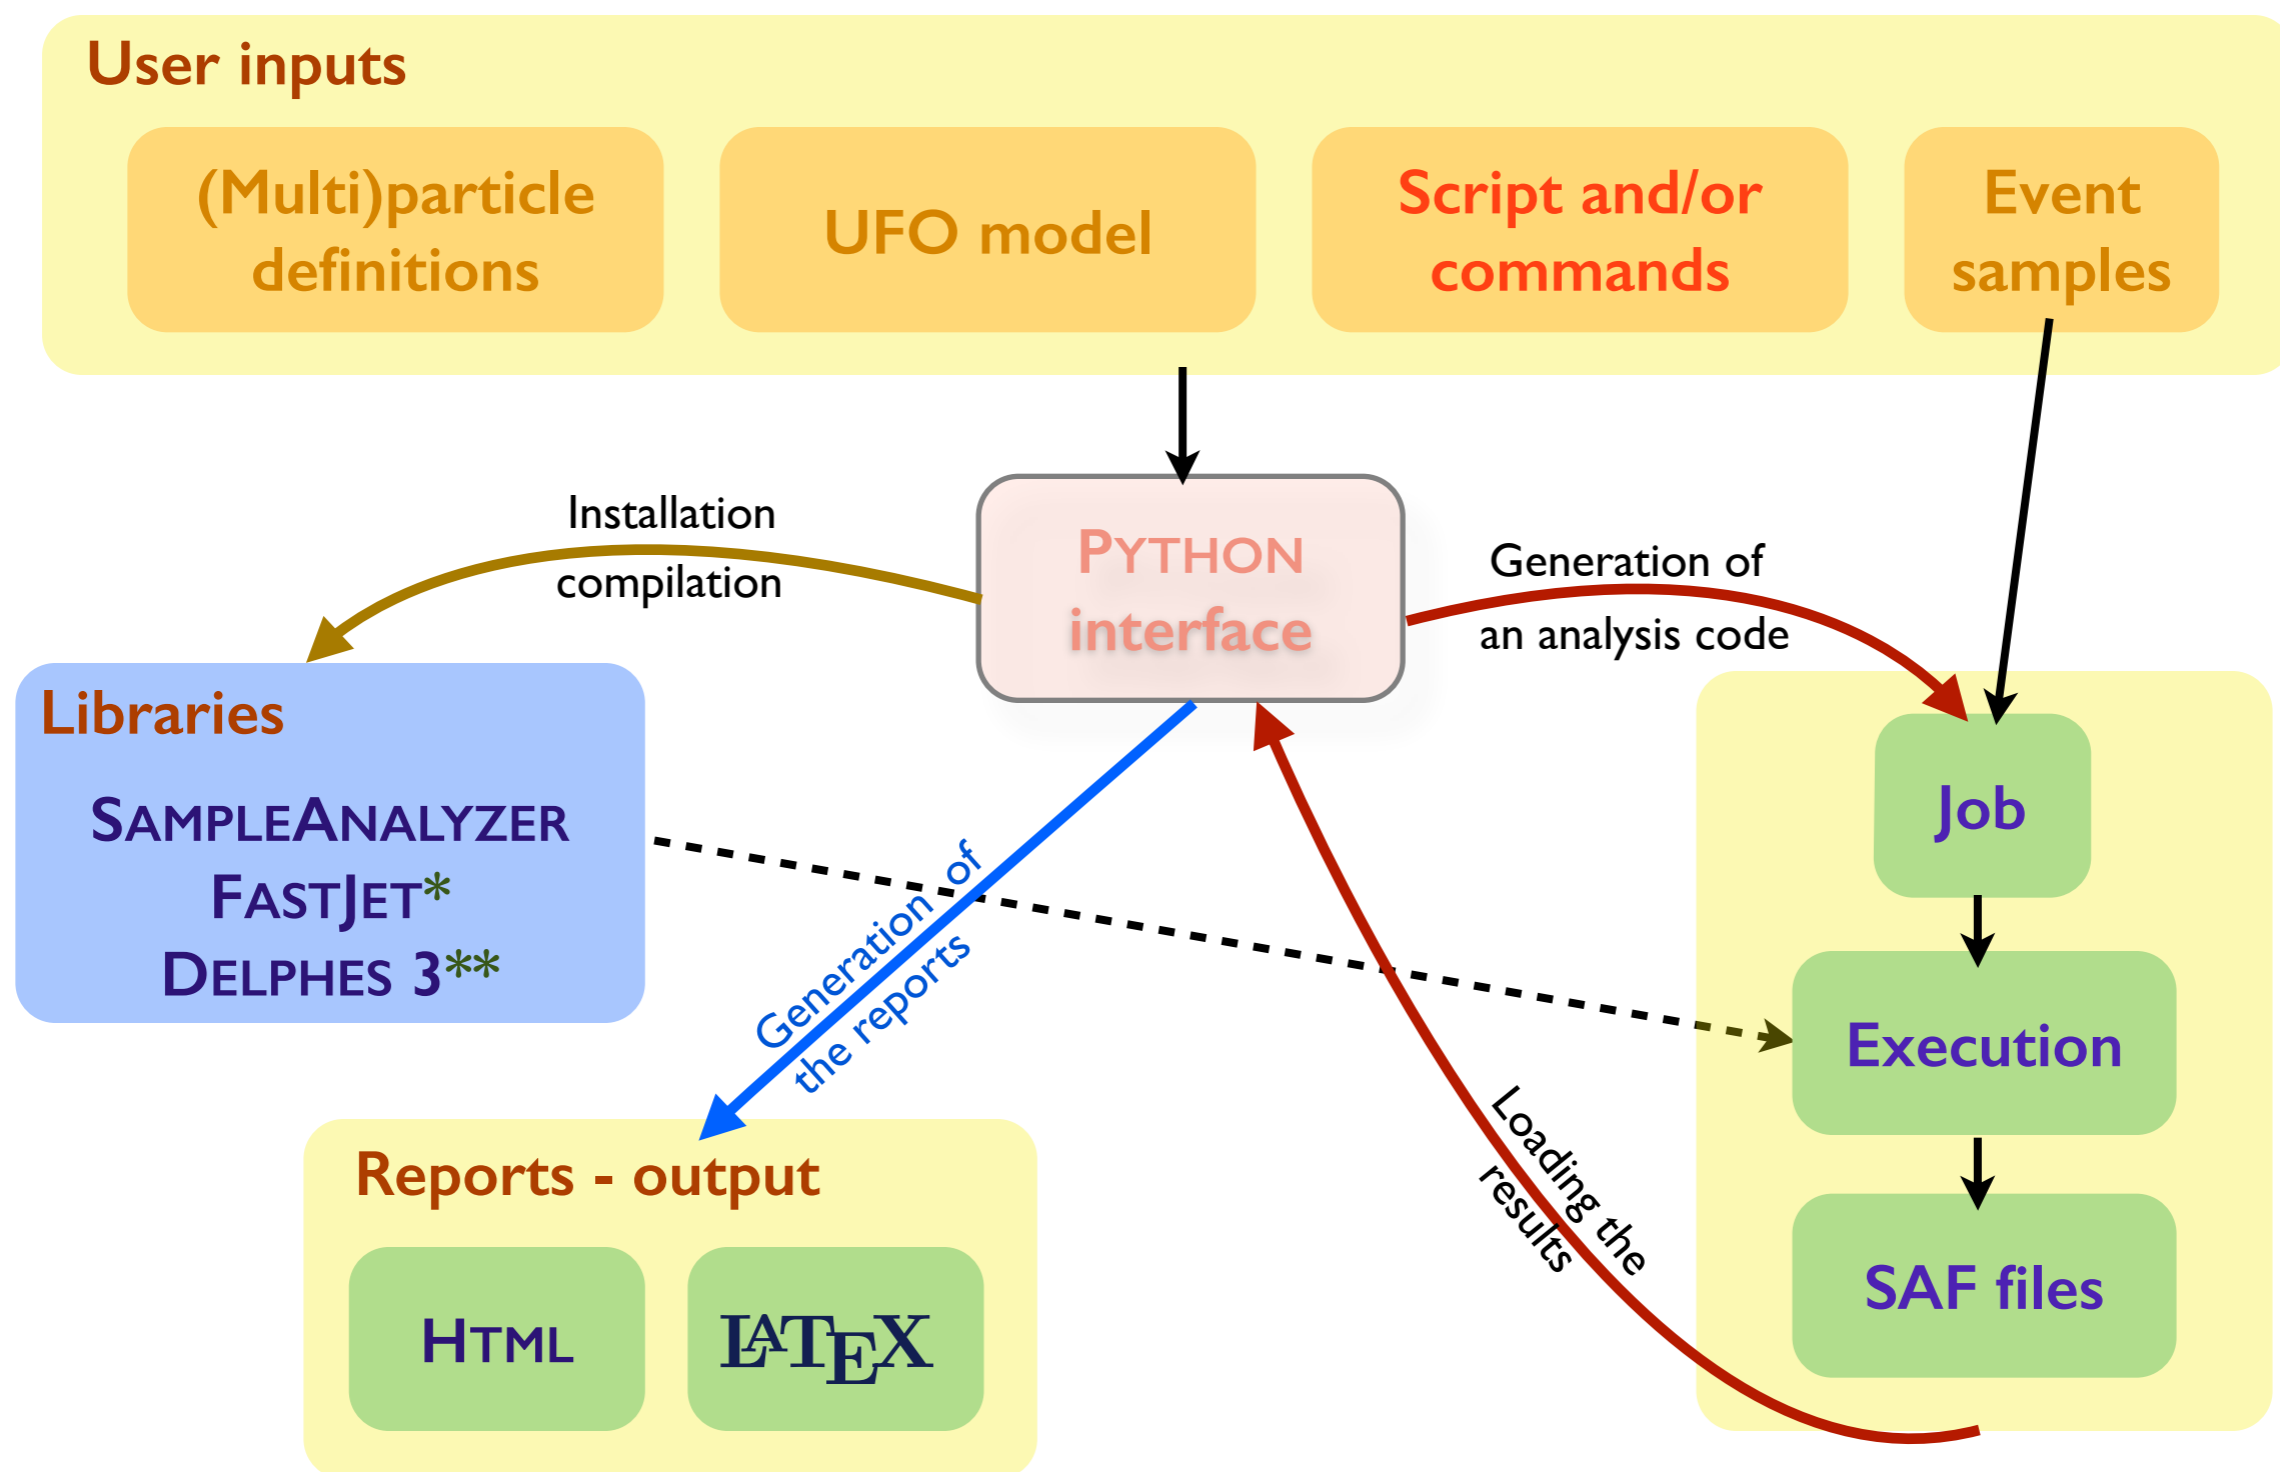 User inputs
(Multi)particle
definitions
UFO model
Script and/or
commands
Event
samples
Installation
compilation
PYTHON
interface
Generation of
an analysis code
Libraries
SAMPLEANALYZER
FASTJET*
DELPHES 3**
Job
Generation of
the reports
Execution
Loading the
results
Reports - output
HTML
LATEX
SAF files